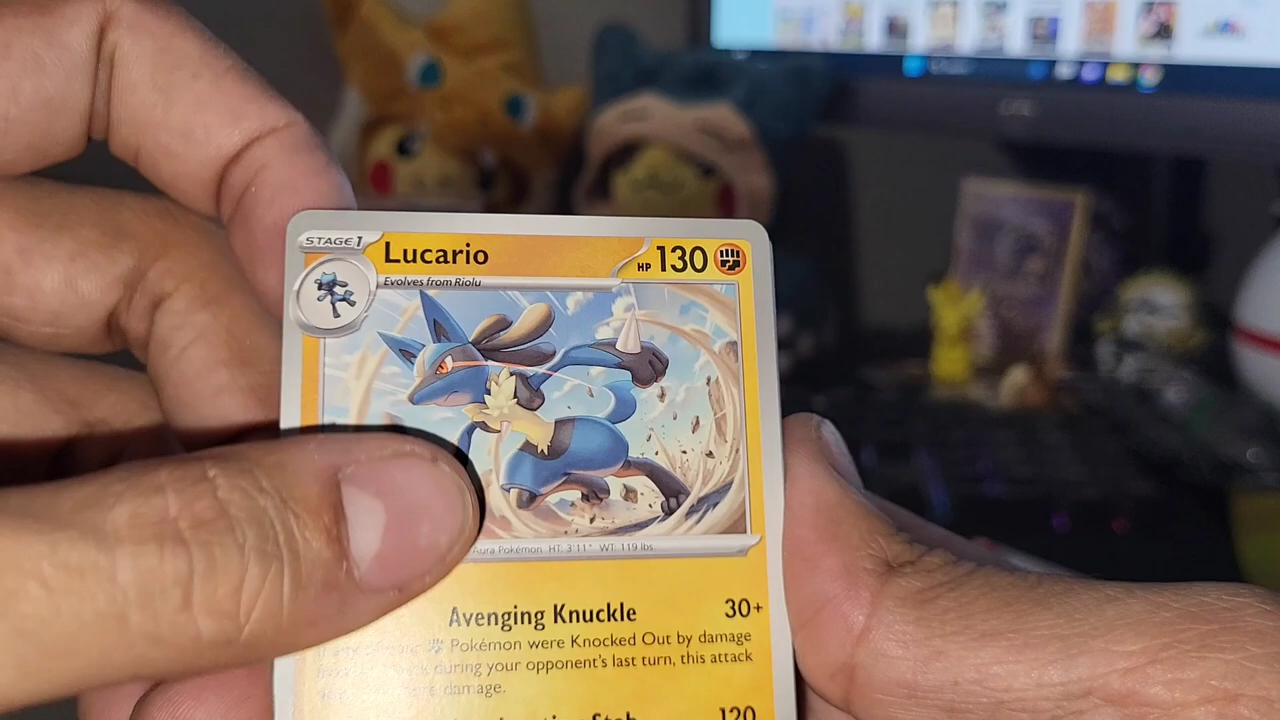 STAGE 1
Lucario
HP 130
Evolves from Riolu
Aura Pokémon HT: 3'11" WT: 119 lbs.
Avenging Knuckle 30+
Pokémon were Knocked Out by damage
during your opponent's last turn, this attack
damage.
120